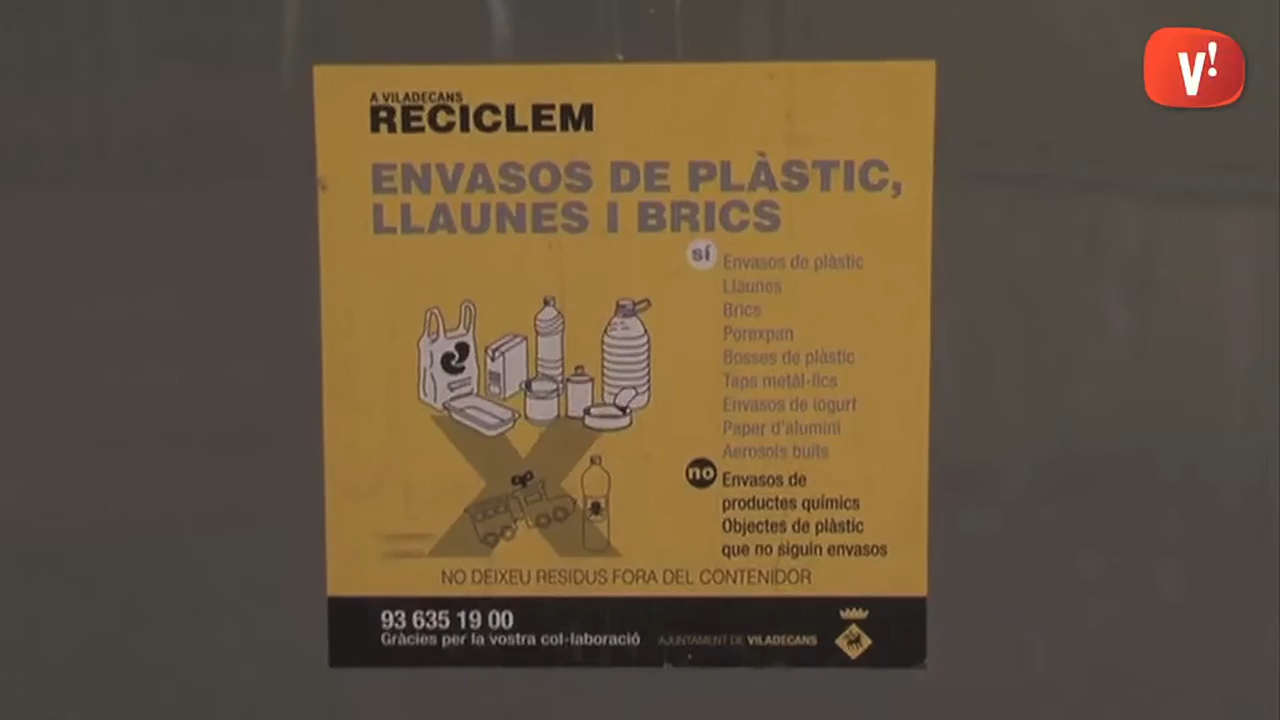 V!
A VILADECANS
RECICLEM
ENVASOS DE PLÀSTIC,
LLAUNES I BRICS
sí
Envasos de plàstic
Llaunes
Brics
Porexpan
Bosses de plàstic
Taps metàl·lics
Envasos de iogurt
Paper d'alumini
Aerosols buits
no
Envasos de
productes químics
Objectes de plàstic
que no siguin envasos
NO DEIXEU RESIDUS FORA DEL CONTENIDOR
93 635 19 00
Gràcies per la vostra col·laboració
AJUNTAMENT DE VILADECANS